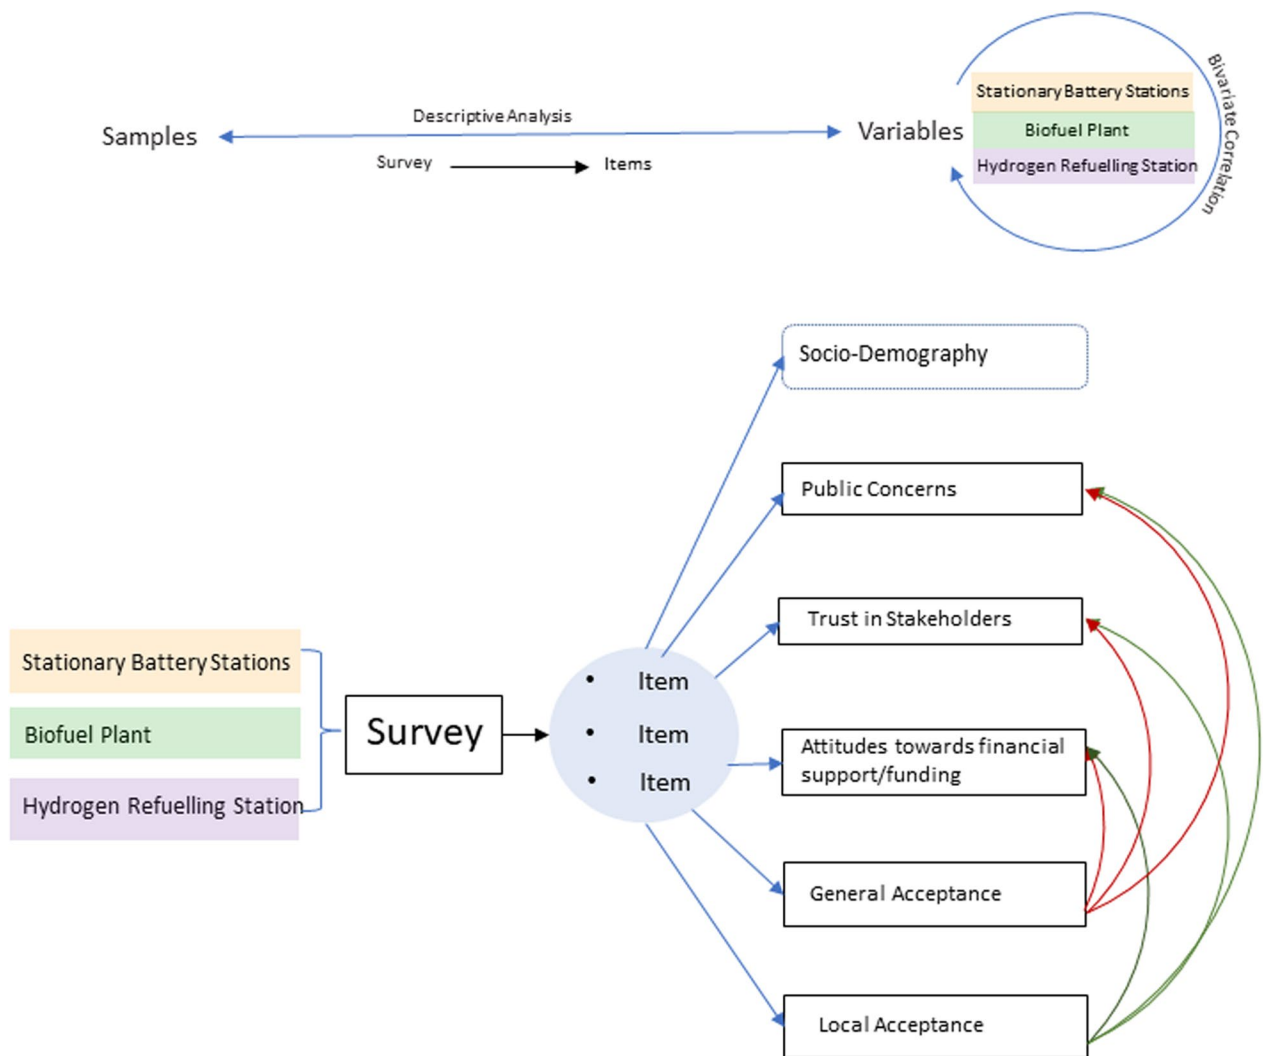 Descriptive Analysis
Samples
Survey
Items
Variables
Stationary Battery Stations
Biofuel Plant
Hydrogen Refuelling Station
Bivariate Correlation
Socio-Demography
Public Concerns
Trust in Stakeholders
Stationary Battery Stations
Biofuel Plant
Hydrogen Refuelling Station
Survey
• Item
• Item
• Item
Attitudes towards financial
support/funding
General Acceptance
Local Acceptance